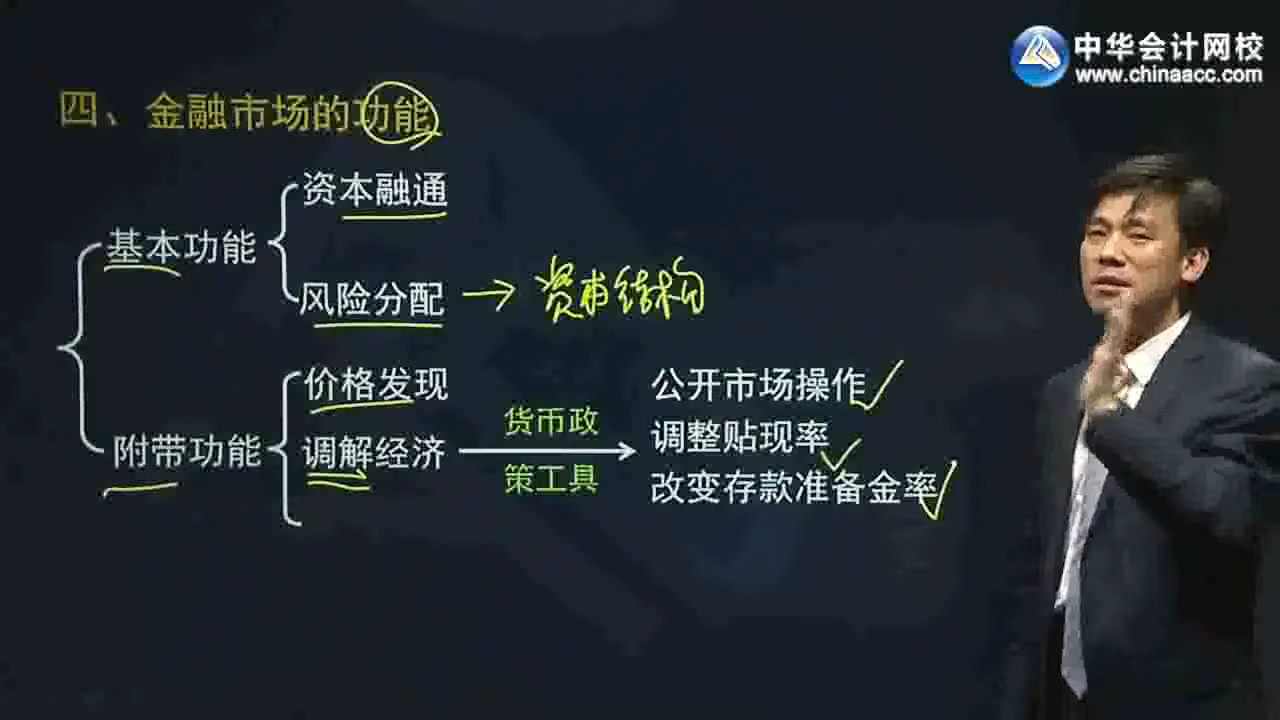 中华会计网校
www.chinaacc.com
四、金融市场的功能
资本融通
基本功能
风险分配 → 资本结构
价格发现
附带功能
调解经济
货币政
策工具
公开市场操作
调整贴现率
改变存款准备金率